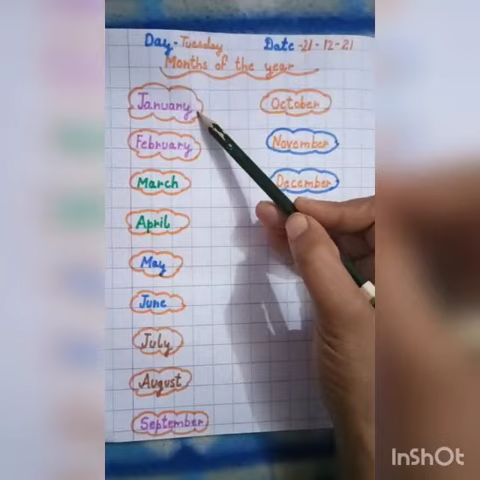 Day - Tuesday Date - 21-12-21
Months of the year
January
February
March
April
May
June
July
August
September
October
November
December
InShOt